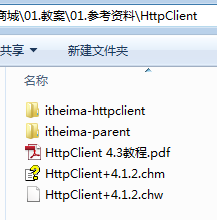 商城\01.教案\01.参考资料\HttpClient
共享 新建文件夹
名称
itheima-httpclient
itheima-parent
HttpClient 4.3教程.pdf
HttpClient+4.1.2.chm
HttpClient+4.1.2.chw